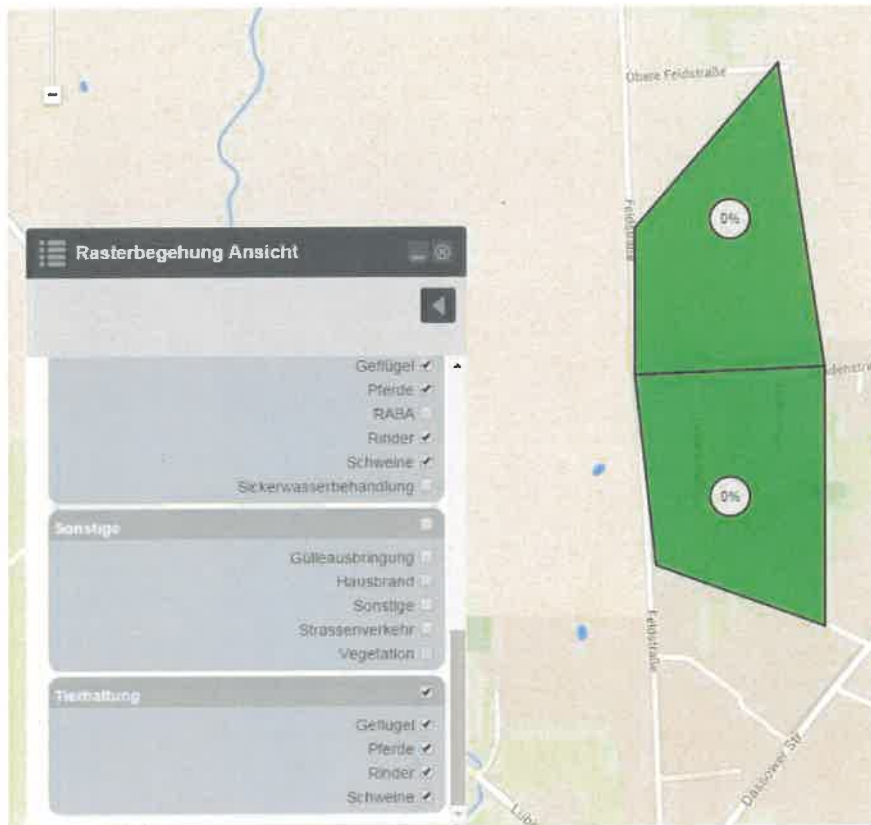 Obere Feldstraße
Feldstraße
0%
Rasterbegehung Ansicht
Geflügel
Pferde
RABA
Rinder
Schweine
Sickerwasserbehandlung
0%
Sonstige
Gülleausbringung
Hausbrand
Sonstige
Strassenverkehr
Vegetation
Feldstraße
Tierhaltung
Geflügel
Pferde
Rinder
Schweine
Dassower Str.